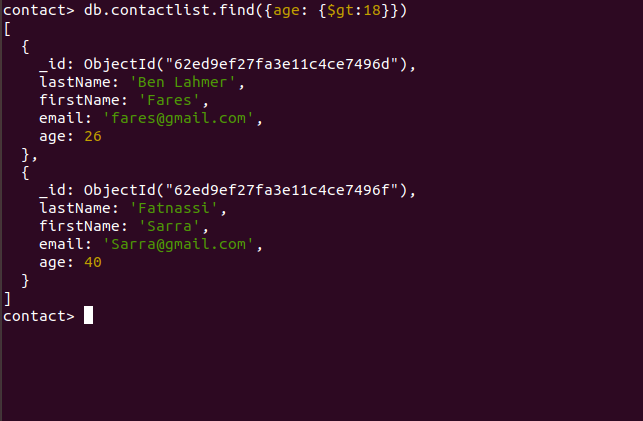 contact> db.contactlist.find({age: {$gt:18}})
[
  {
    _id: ObjectId("62ed9ef27fa3e11c4ce7496d"),
    lastName: 'Ben Lahmer',
    firstName: 'Fares',
    email: 'fares@gmail.com',
    age: 26
  },
  {
    _id: ObjectId("62ed9ef27fa3e11c4ce7496f"),
    lastName: 'Fatnassi',
    firstName: 'Sarra',
    email: 'Sarra@gmail.com',
    age: 40
  }
]
contact>